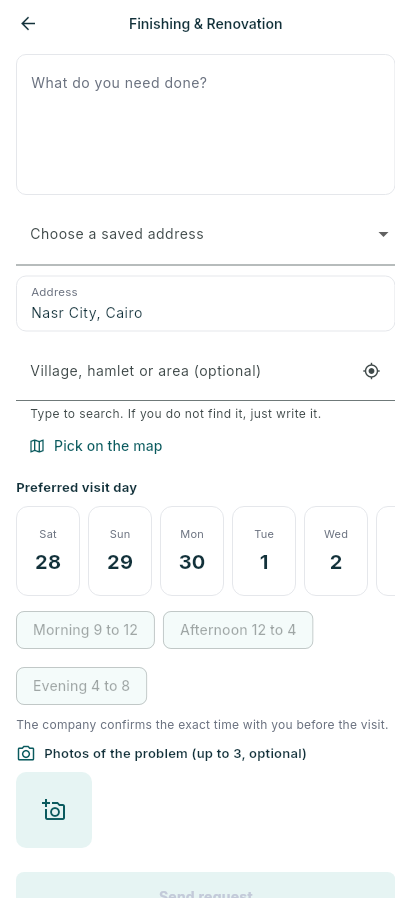 Finishing & Renovation
What do you need done?
Choose a saved address
Address
Nasr City, Cairo
Village, hamlet or area (optional)
Type to search. If you do not find it, just write it.
Pick on the map
Preferred visit day
Sat Sun Mon Tue Wed
28 29 30 1 2
Morning 9 to 12 Afternoon 12 to 4
Evening 4 to 8
The company confirms the exact time with you before the visit.
Photos of the problem (up to 3, optional)
Send request